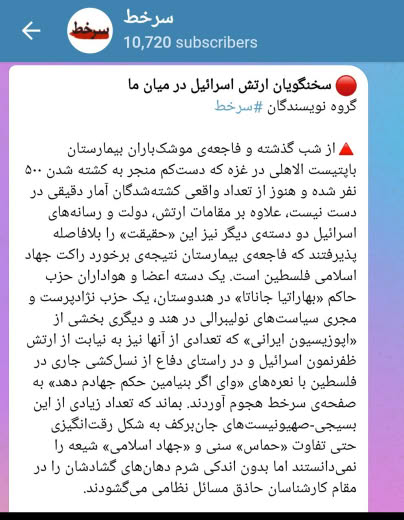 سرخط
سرخط
10,720 subscribers
🔴 سخنگویان ارتش اسرائیل در میان ما
گروه نویسندگان #سرخط
🔺از شب گذشته و فاجعه‌ی موشک‌باران بیمارستان
باپتیست الاهلی در غزه که دست‌کم منجر به کشته شدن ۵۰۰
نفر شده و هنوز از تعداد واقعی کشته‌شدگان آمار دقیقی در
دست نیست، علاوه بر مقامات ارتش، دولت و رسانه‌های
اسرائیل دو دسته‌ی دیگر نیز این «حقیقت» را بلافاصله
پذیرفتند که فاجعه‌ی بیمارستان نتیجه‌ی برخورد راکت جهاد
اسلامی فلسطین است. یک دسته اعضا و هواداران حزب
حاکم «بهاراتیا جاناتا» در هندوستان، یک حزب نژادپرست و
مجری سیاست‌های نولیبرالی در هند و دیگری بخشی از
«اپوزیسیون ایرانی» که تعدادی از آنها نیز به نیابت از ارتش
ظفرنمون اسرائیل و در راستای دفاع از نسل‌کشی جاری در
فلسطین با نعره‌های «وای اگر بنیامین حکم جهادم دهد» به
صفحه‌ی سرخط هجوم آوردند. بماند که تعداد زیادی از این
بسیجی-صهیونیست‌های جان‌برکف به شکل رقت‌انگیزی
حتی تفاوت «حماس» سنی و «جهاد اسلامی» شیعه را
نمی‌دانستند اما بدون اندکی شرم دهان‌های گشادشان را در
مقام کارشناسان حاذق مسائل نظامی می‌گشودند.